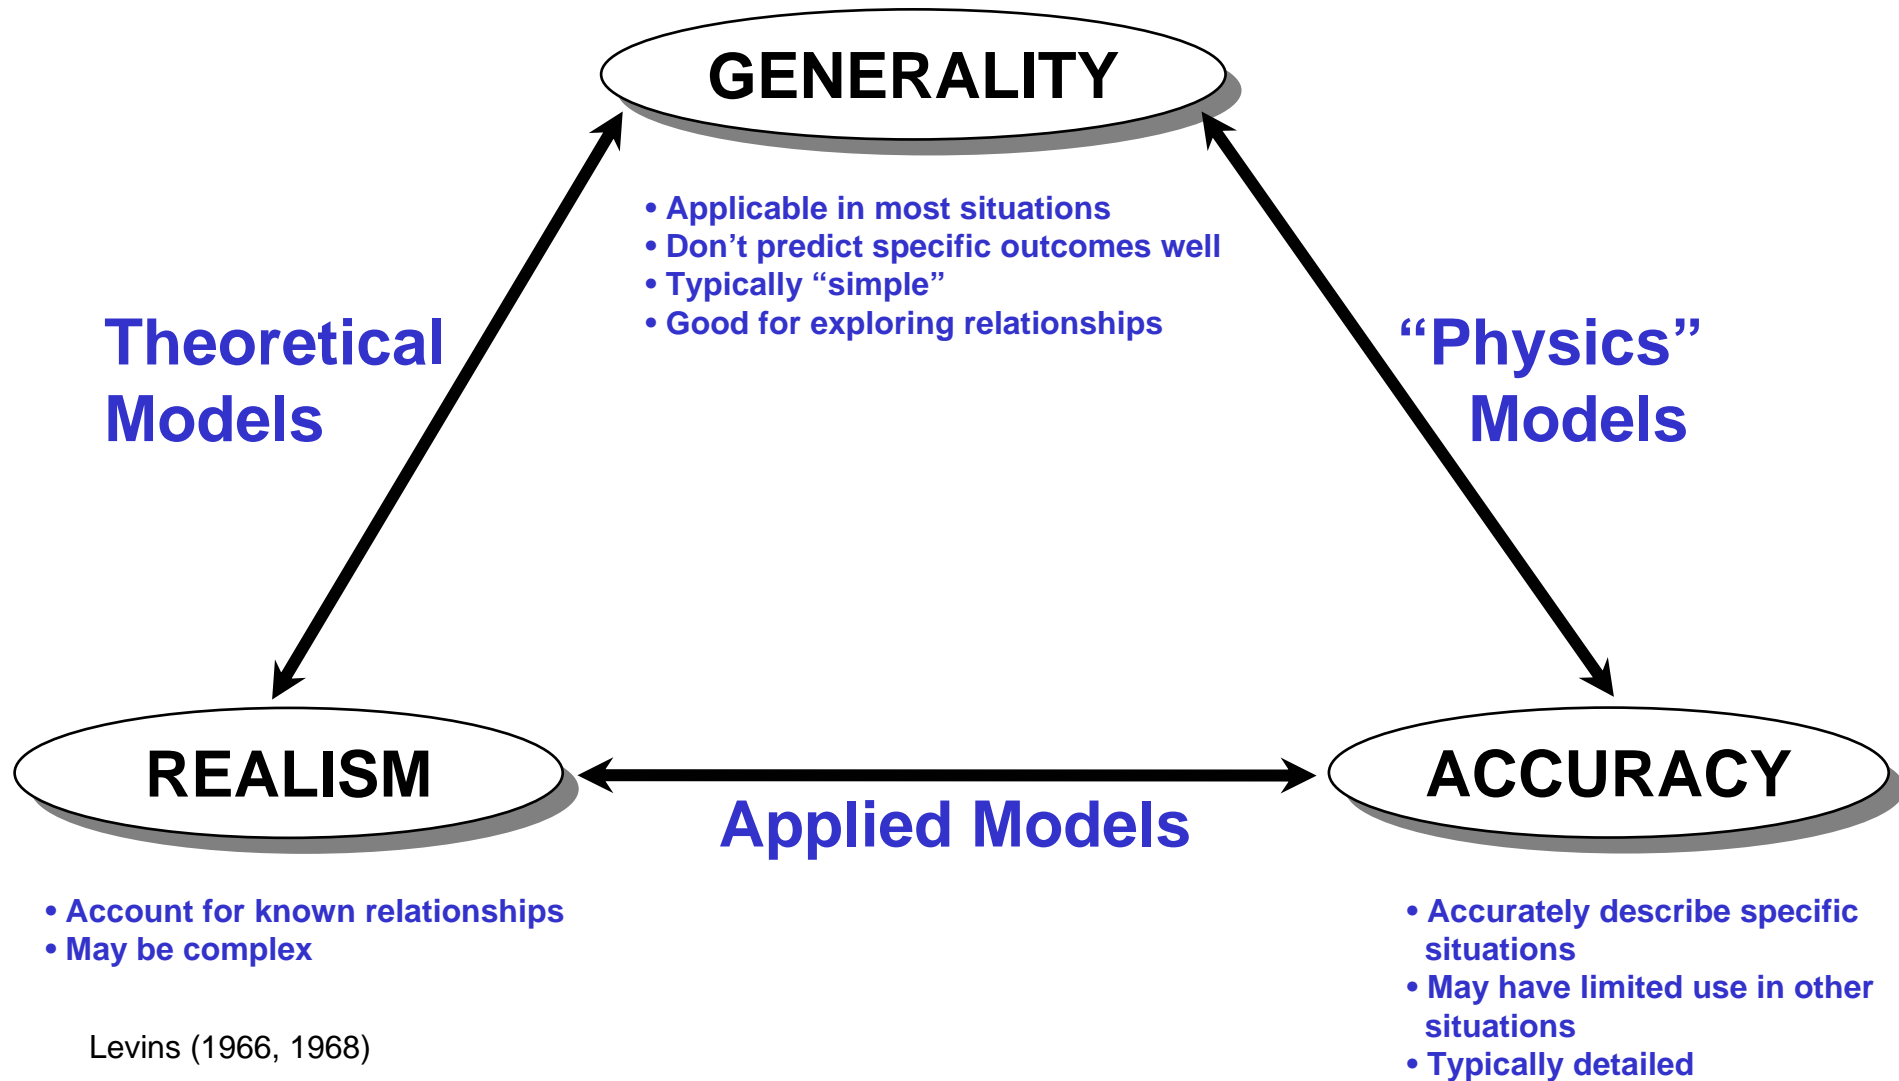 GENERALITY
• Applicable in most situations
• Don’t predict specific outcomes well
• Typically “simple”
• Good for exploring relationships
Theoretical
Models
“Physics”
Models
REALISM
ACCURACY
Applied Models
• Account for known relationships
• May be complex
• Accurately describe specific
situations
• May have limited use in other
situations
• Typically detailed
Levins (1966, 1968)